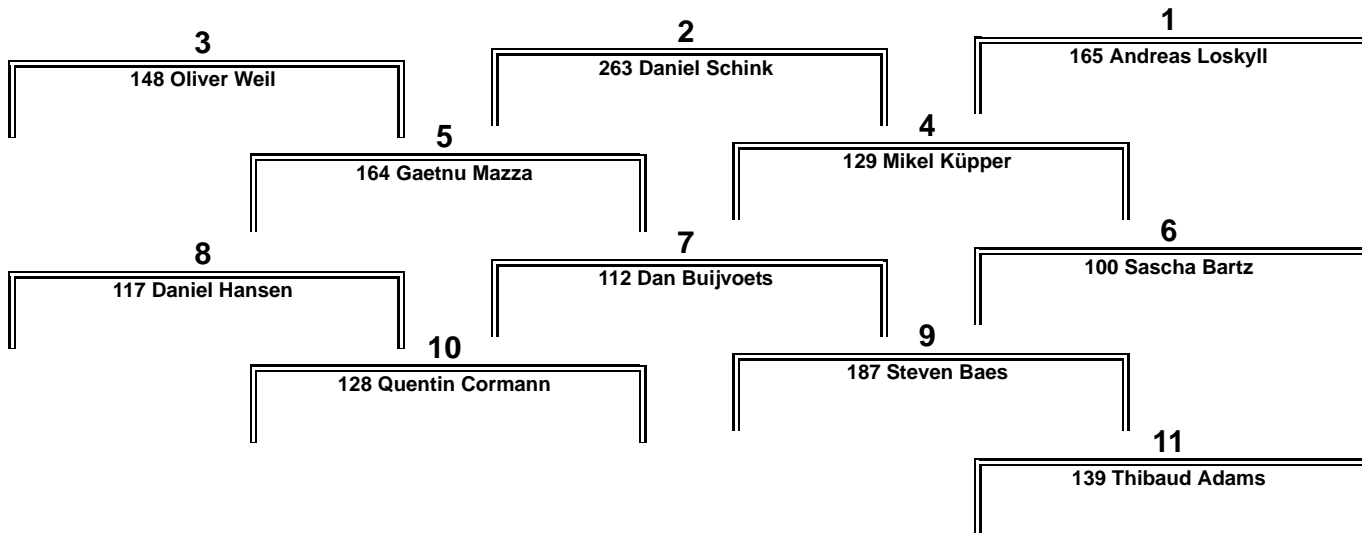 3
148 Oliver Weil
2
263 Daniel Schink
1
165 Andreas Loskyll
5
164 Gaetnu Mazza
4
129 Mikel Küpper
8
117 Daniel Hansen
7
112 Dan Buijvoets
6
100 Sascha Bartz
10
128 Quentin Cormann
9
187 Steven Baes
11
139 Thibaud Adams